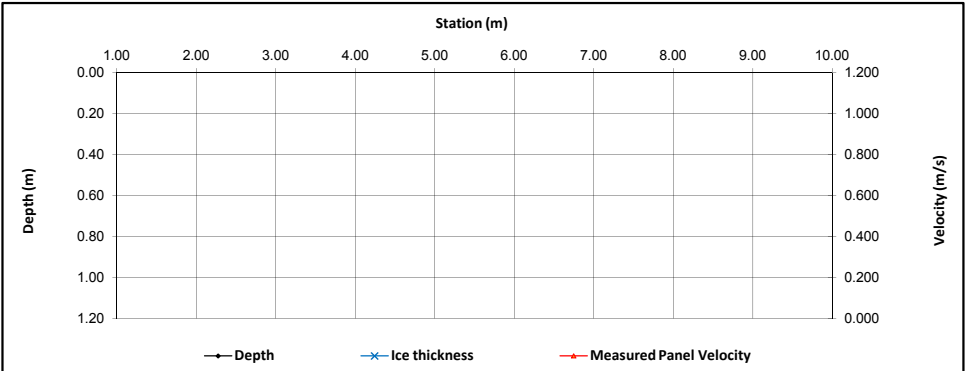 Station (m)
1.00 2.00 3.00 4.00 5.00 6.00 7.00 8.00 9.00 10.00
0.00 1.200
0.20 1.000
0.40 0.800
0.60 0.600
0.80 0.400
1.00 0.200
1.20 0.000
Depth (m)
Velocity (m/s)
Depth Ice thickness Measured Panel Velocity